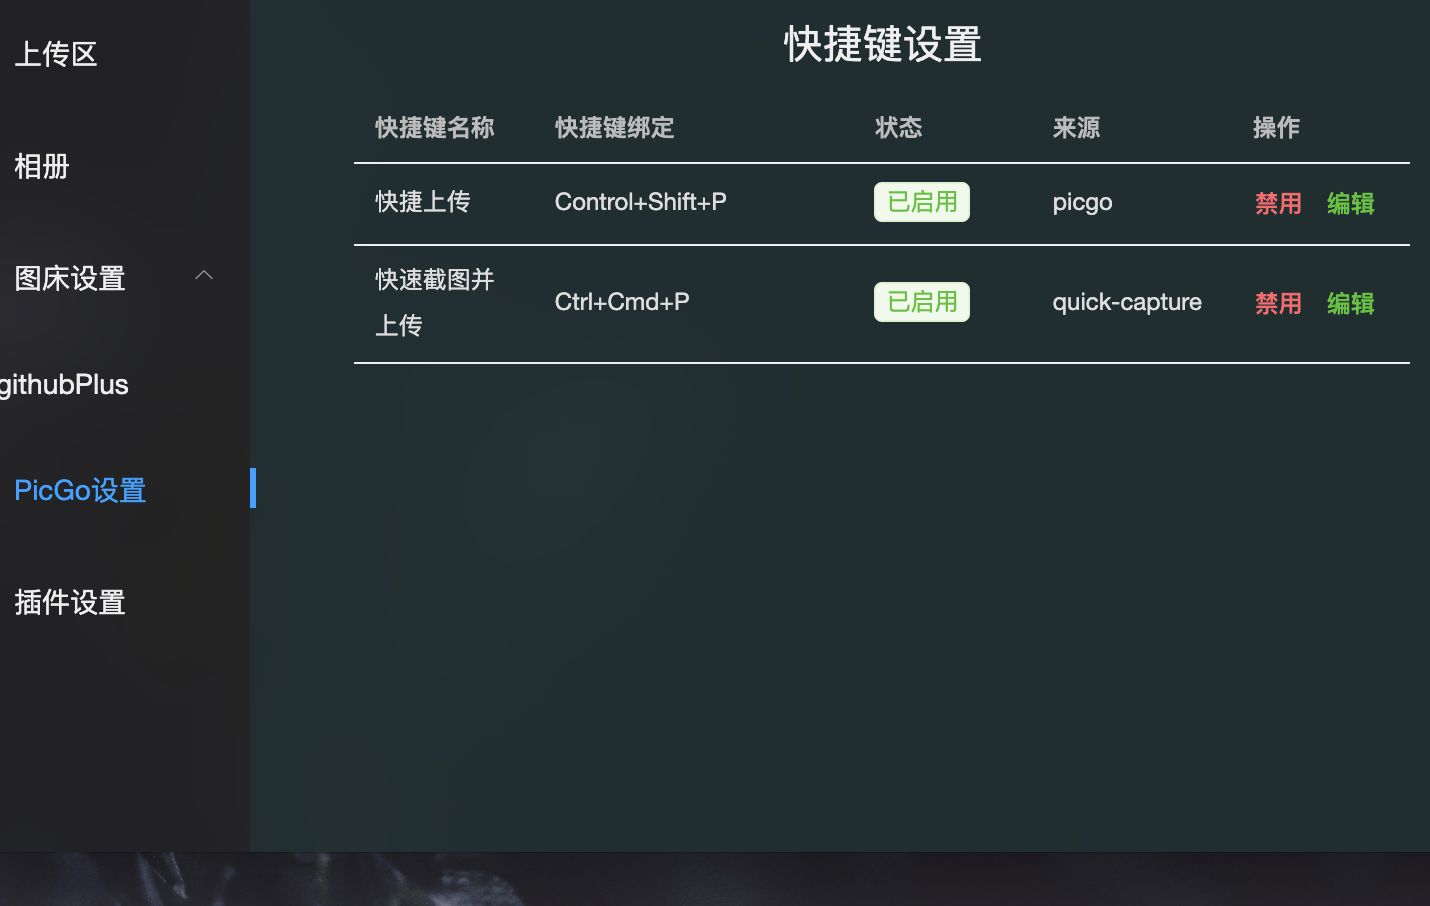 上传区
相册
图床设置
githubPlus
PicGo设置
插件设置
快捷键设置
快捷键名称 快捷键绑定 状态 来源 操作
快捷上传 Control+Shift+P 已启用 picgo 禁用 编辑
快速截图并
上传 Ctrl+Cmd+P 已启用 quick-capture 禁用 编辑